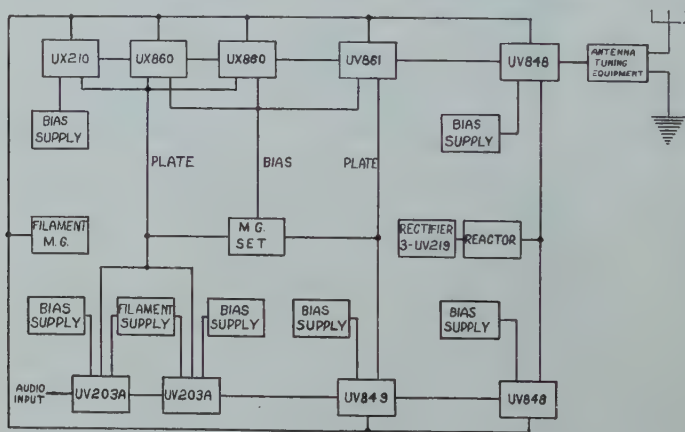 UX210
UX860
UX860
UV861
UV848
ANTENNA
TUNING
EQUIPMENT
BIAS
SUPPLY
BIAS
SUPPLY
PLATE
BIAS
PLATE
FILAMENT
M.G.
M.G.
SET
RECTIFIER
3-UV219
REACTOR
BIAS
SUPPLY
FILAMENT
SUPPLY
BIAS
SUPPLY
BIAS
SUPPLY
BIAS
SUPPLY
AUDIO
INPUT
UV203A
UV203A
UV849
UV848